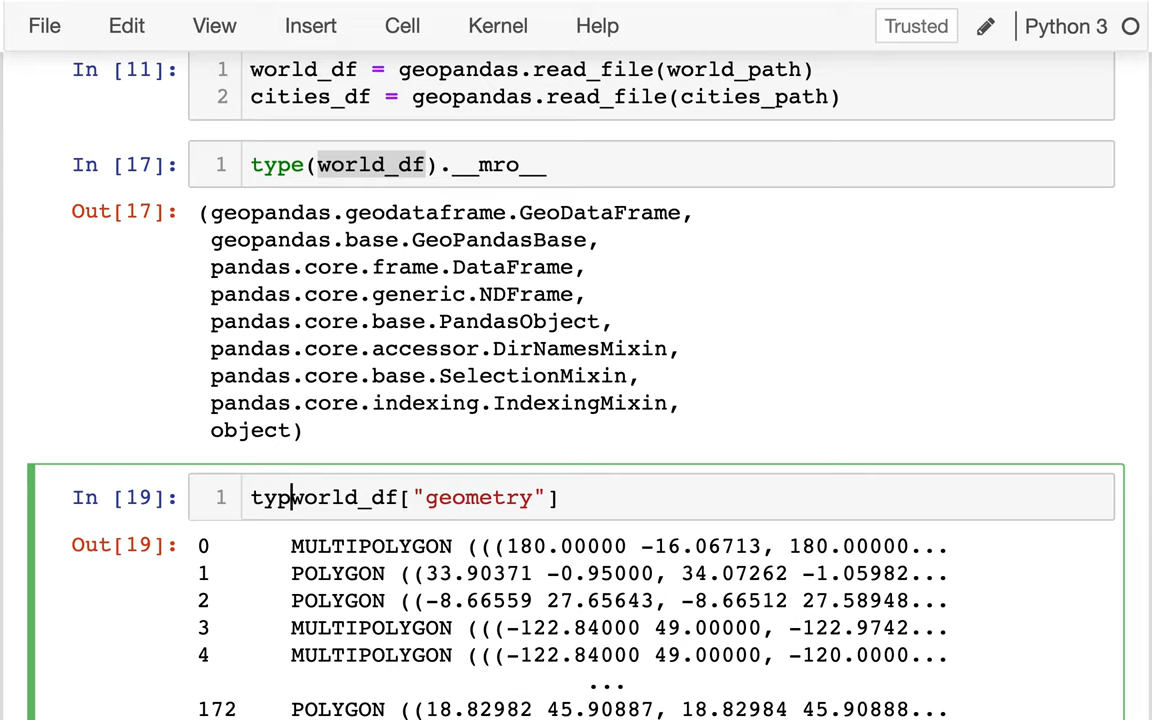 File Edit View Insert Cell Kernel Help Trusted Python 3
In [11]: 1 world_df = geopandas.read_file(world_path)
2 cities_df = geopandas.read_file(cities_path)
In [17]: 1 type(world_df).__mro__
Out[17]: (geopandas.geodataframe.GeoDataFrame,
geopandas.base.GeoPandasBase,
pandas.core.frame.DataFrame,
pandas.core.generic.NDFrame,
pandas.core.base.PandasObject,
pandas.core.accessor.DirNamesMixin,
pandas.core.base.SelectionMixin,
pandas.core.indexing.IndexingMixin,
object)
In [19]: 1 typworld_df["geometry"]
Out[19]: 0 MULTIPOLYGON (((180.00000 -16.06713, 180.00000...
1 POLYGON ((33.90371 -0.95000, 34.07262 -1.05982...
2 POLYGON ((-8.66559 27.65643, -8.66512 27.58948...
3 MULTIPOLYGON (((-122.84000 49.00000, -122.9742...
4 MULTIPOLYGON (((-122.84000 49.00000, -120.0000...
...
172 POLYGON ((18.82982 45.90887, 18.82984 45.90888...